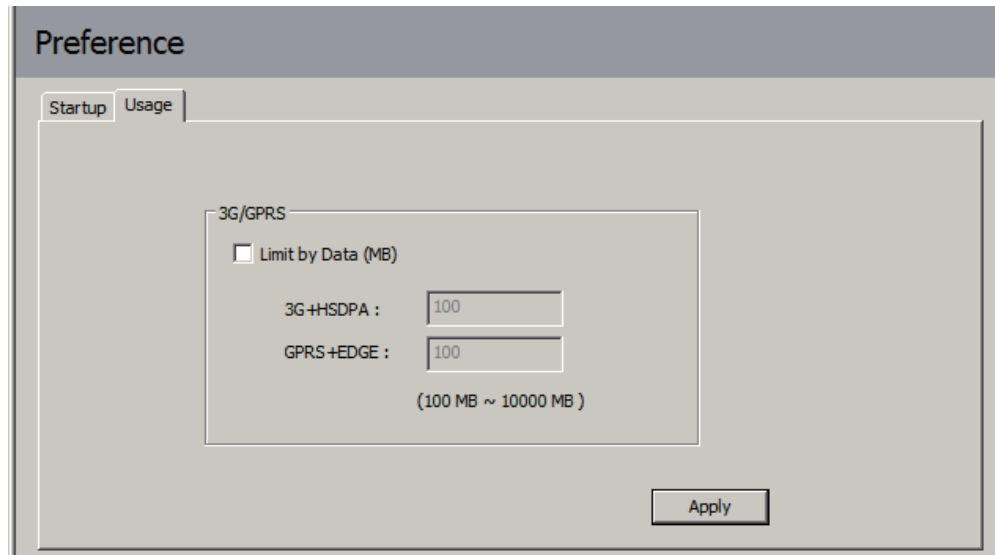 Preference
Startup Usage
3G/GPRS
Limit by Data (MB)
3G+HSDPA : 100
GPRS+EDGE : 100
(100 MB ~ 10000 MB )
Apply